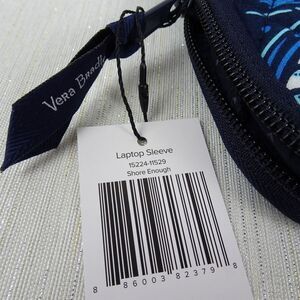 Vera Bradley
Laptop Sleeve
15224-11529
Shore Enough
8 86003 82379 8